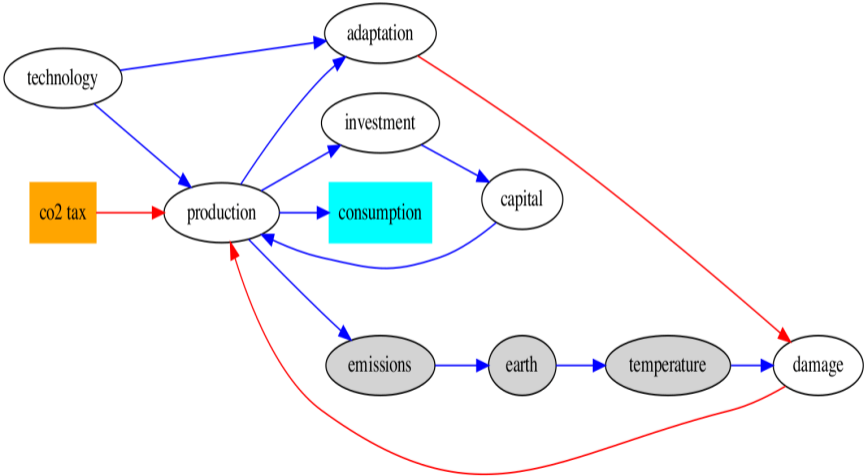 adaptation
technology
investment
capital
co2 tax
production
consumption
emissions
earth
temperature
damage